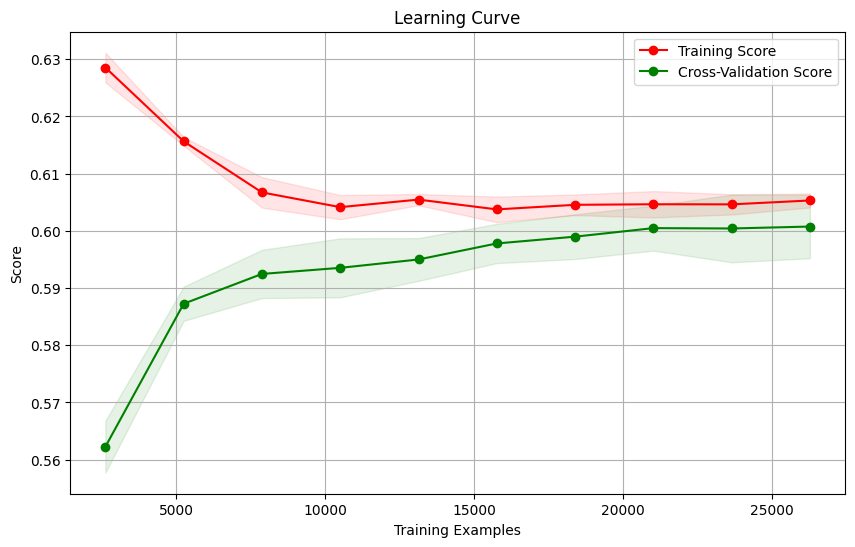 Learning Curve
Training Score
Cross-Validation Score
Score
0.63
0.62
0.61
0.60
0.59
0.58
0.57
0.56
5000
10000
15000
20000
25000
Training Examples